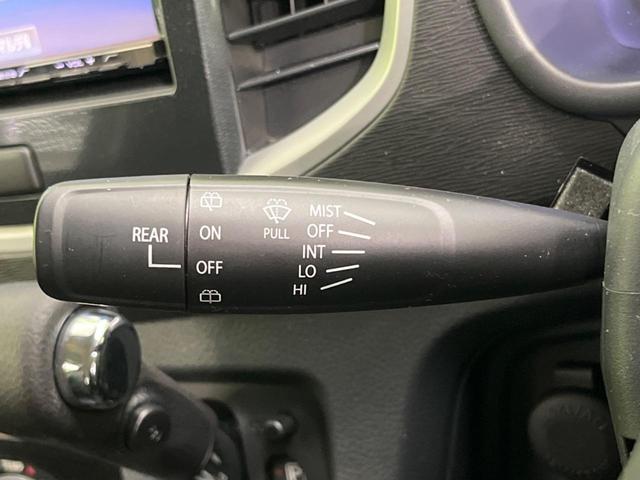 REAR
ON
OFF
PULL
MIST
OFF
INT
LO
HI